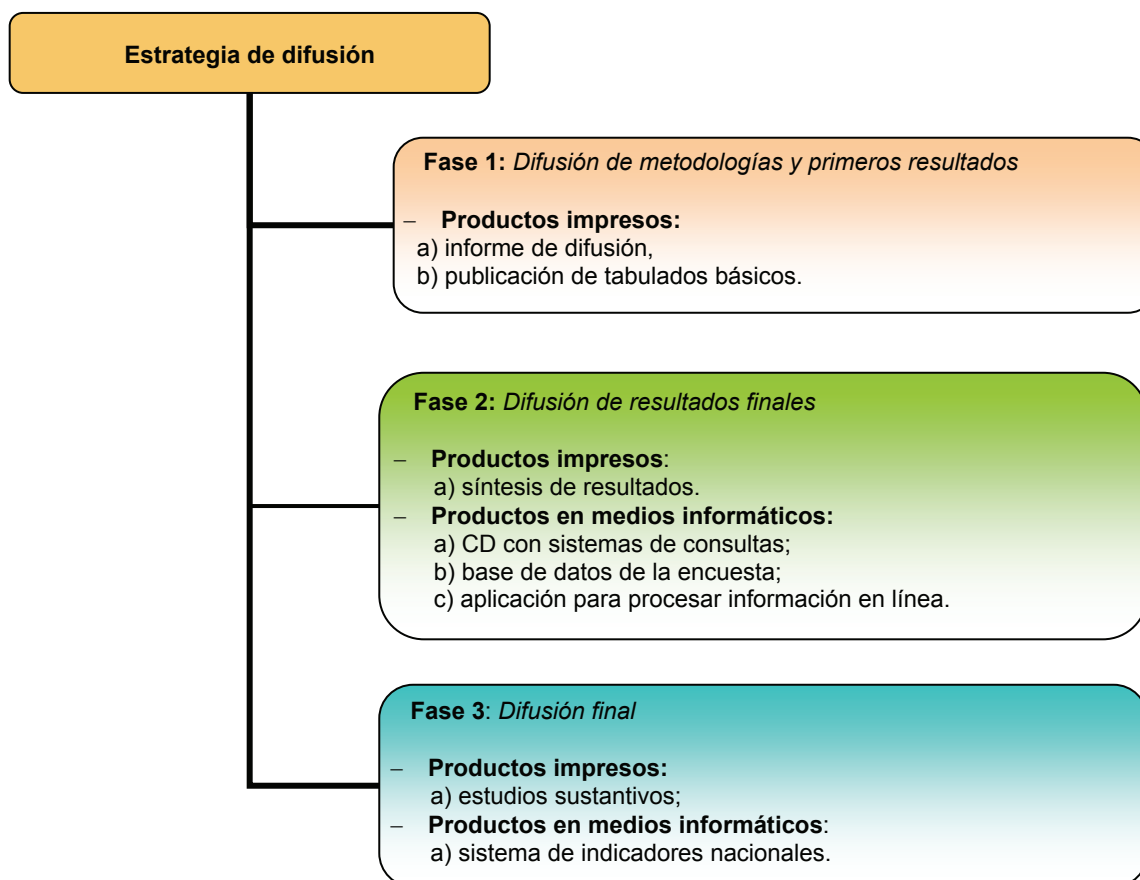 Estrategia de difusión
Fase 1: Difusión de metodologías y primeros resultados
– Productos impresos:
a) informe de difusión,
b) publicación de tabulados básicos.
Fase 2: Difusión de resultados finales
– Productos impresos:
a) síntesis de resultados.
– Productos en medios informáticos:
a) CD con sistemas de consultas;
b) base de datos de la encuesta;
c) aplicación para procesar información en línea.
Fase 3: Difusión final
– Productos impresos:
a) estudios sustantivos;
– Productos en medios informáticos:
a) sistema de indicadores nacionales.